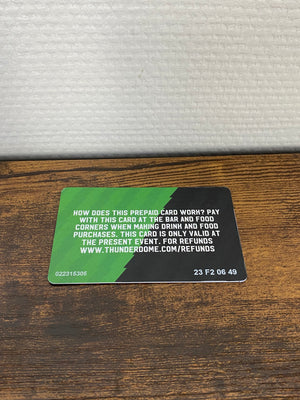 HOW DOES THIS PREPAID CARD WORK? PAY
WITH THIS CARD AT THE BAR AND FOOD
CORNERS WHEN MAKING DRINK AND FOOD
PURCHASES. THIS CARD IS ONLY VALID AT
THE PRESENT EVENT. FOR REFUNDS
WWW.THUNDERDOME.COM/REFUNDS
022315306
23 F2 06 49